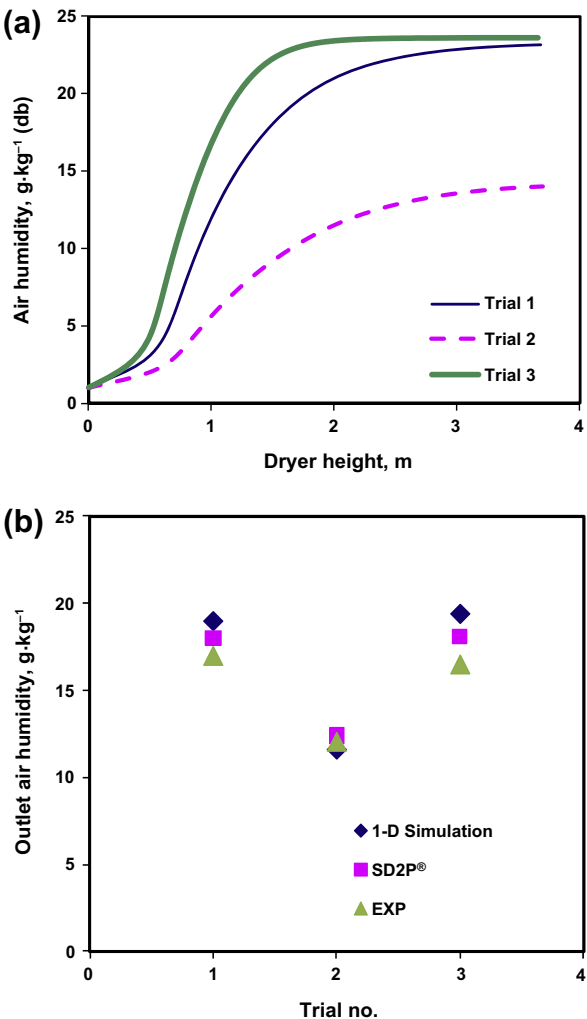 (a)
25
20
15
10
5
0
Air humidity, g·kg⁻¹ (db)
Trial 1
Trial 2
Trial 3
0 1 2 3 4
Dryer height, m
(b)
25
20
15
10
5
0
Outlet air humidity, g·kg⁻¹
1-D Simulation
SD2P®
EXP
0 1 2 3 4
Trial no.